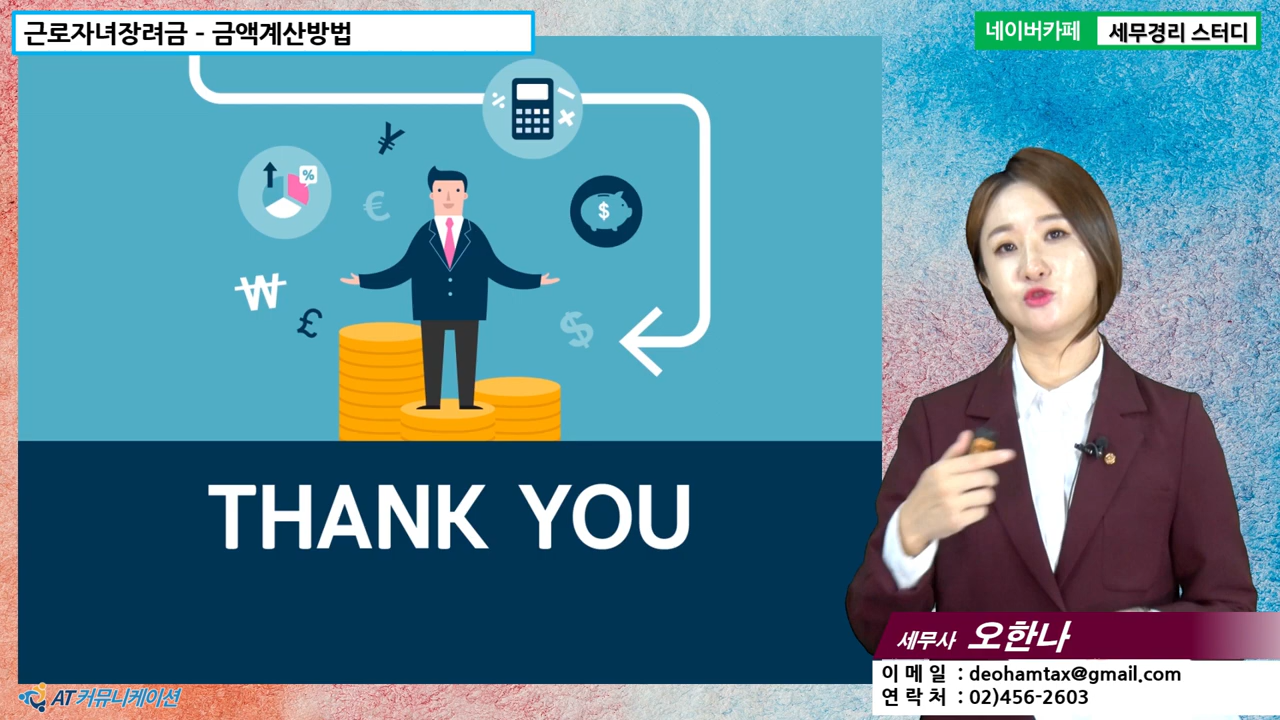 근로자녀장려금 - 금액계산방법
네이버카페 세무경리 스터디
%
%
¥
€
$
₩
£
$
THANK YOU
세무사 오한나
이 메 일 : deohamtax@gmail.com
연 락 처 : 02)456-2603
AT커뮤니케이션